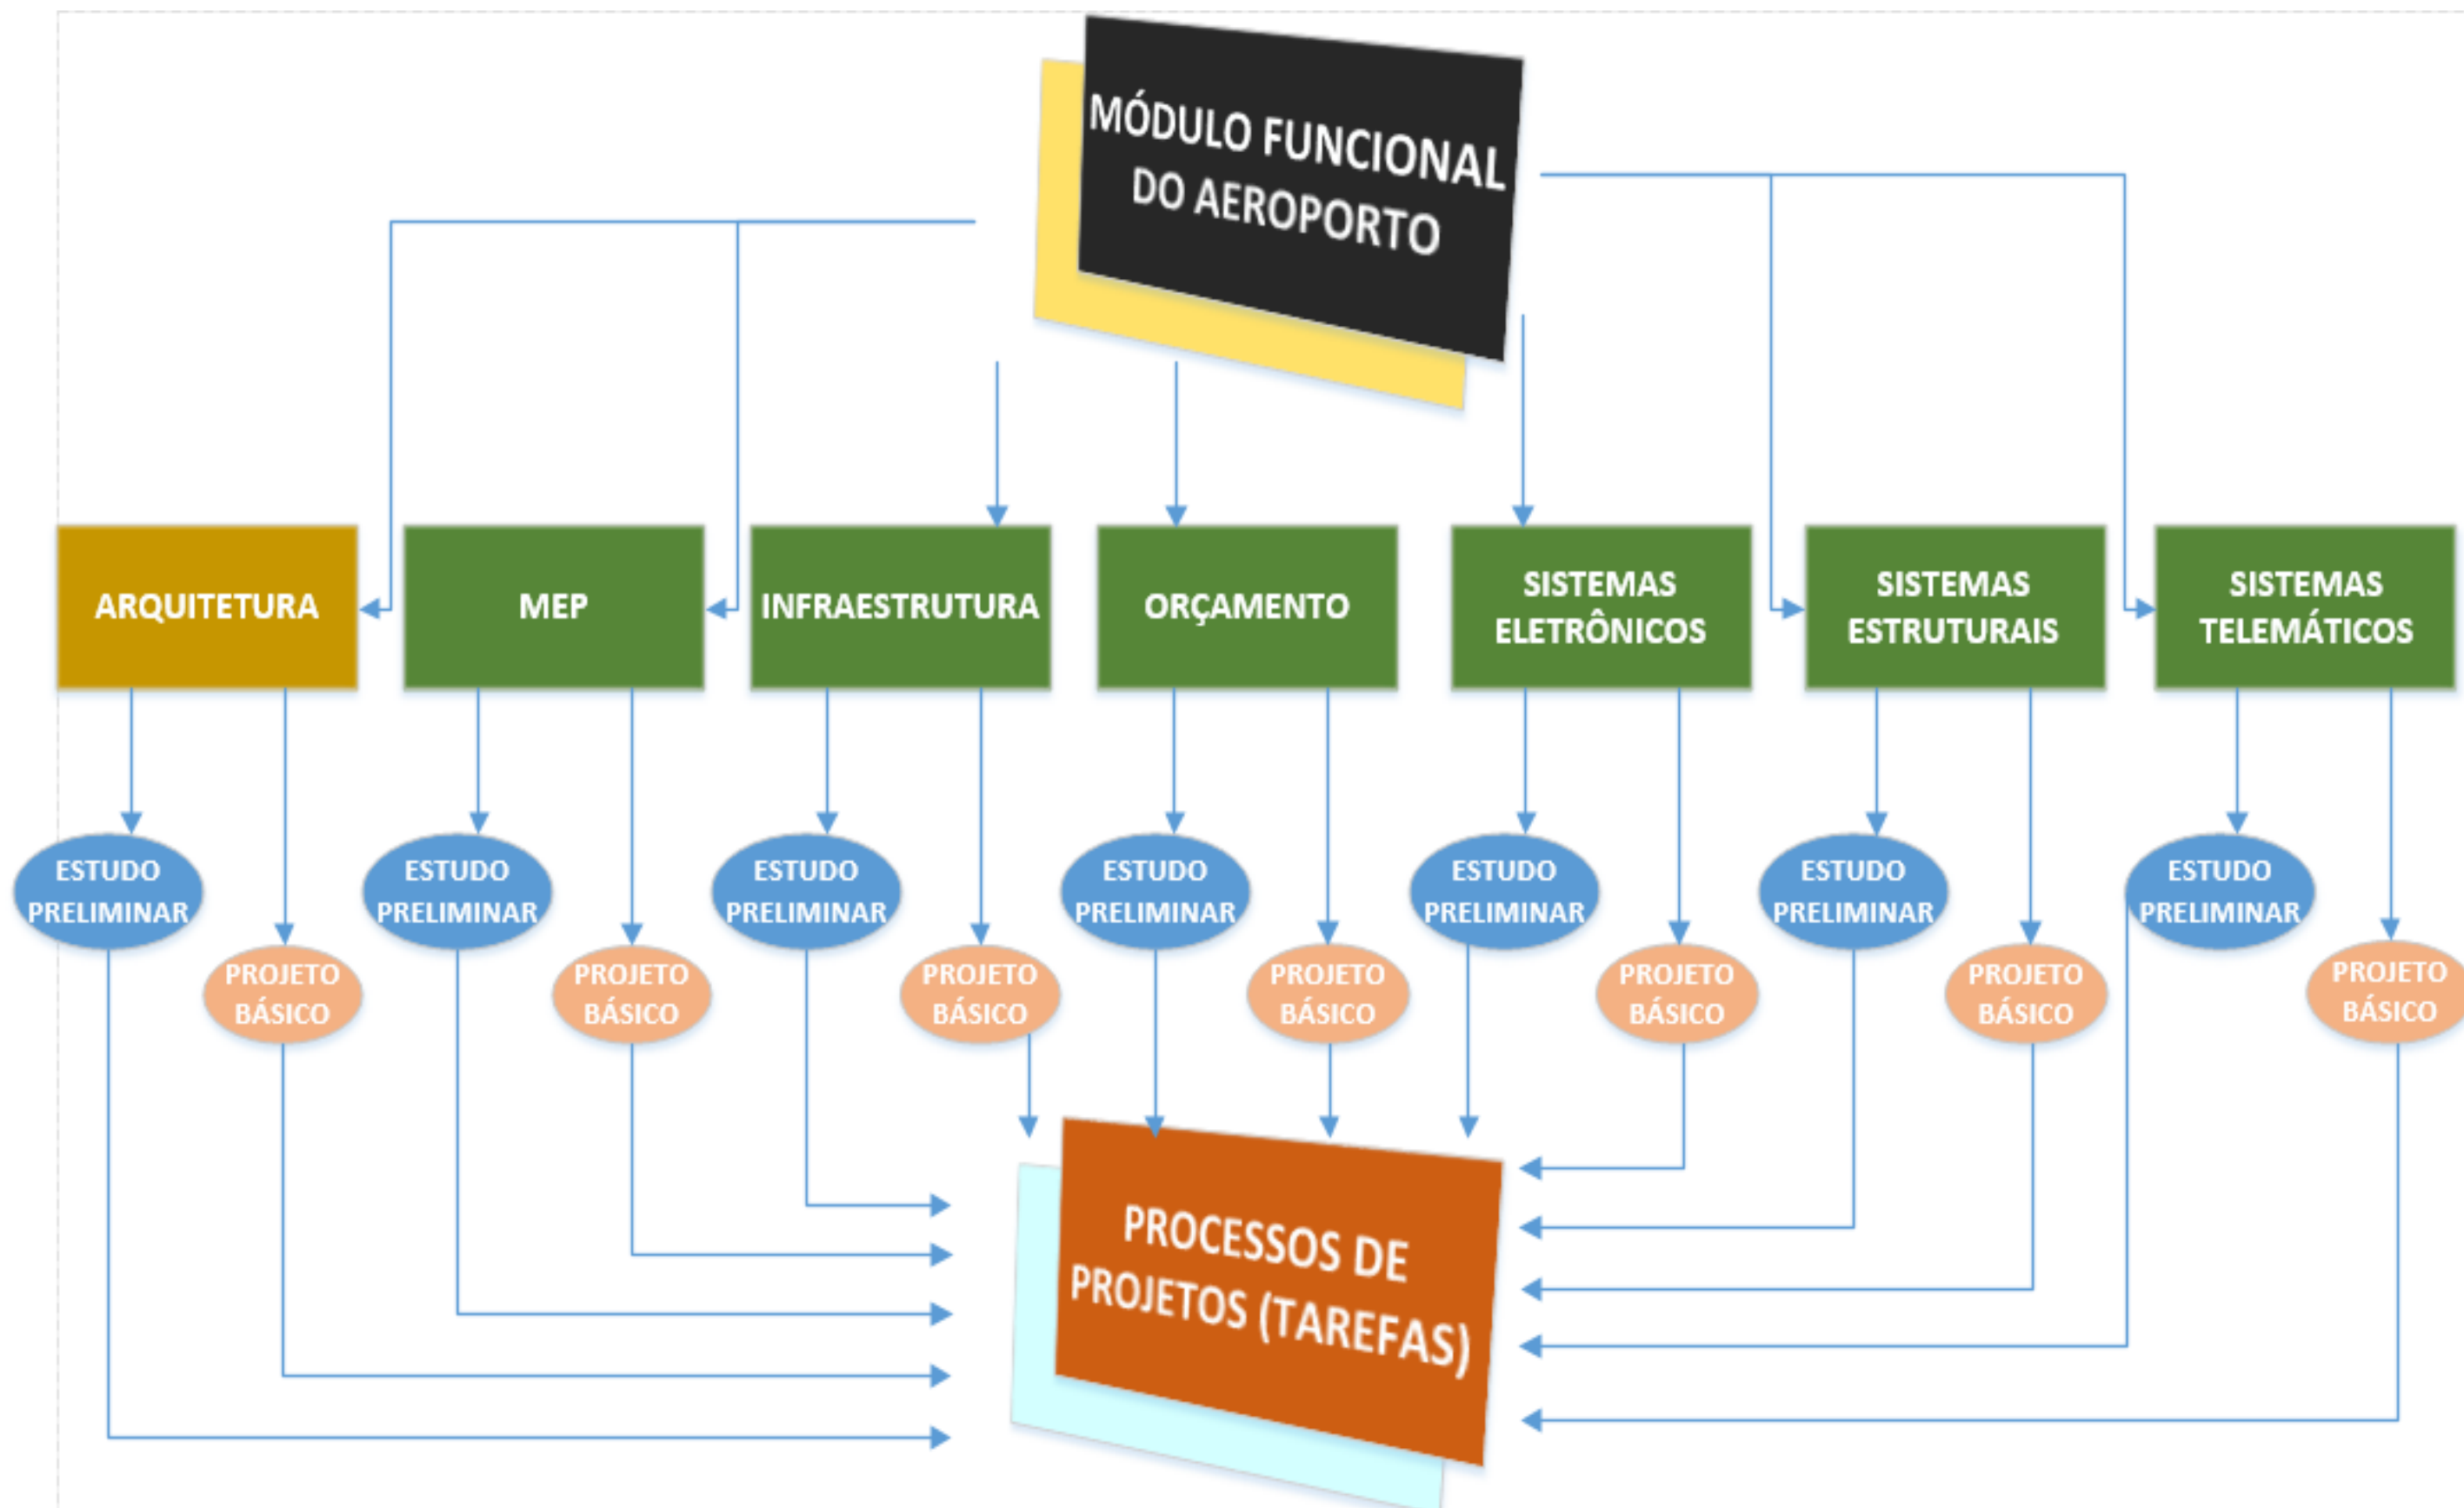 MÓDULO FUNCIONAL
DO AEROPORTO
ARQUITETURA
MEP
INFRAESTRUTURA
ORÇAMENTO
SISTEMAS
ELETRÔNICOS
SISTEMAS
ESTRUTURAIS
SISTEMAS
TELEMÁTICOS
ESTUDO
PRELIMINAR
ESTUDO
PRELIMINAR
ESTUDO
PRELIMINAR
ESTUDO
PRELIMINAR
ESTUDO
PRELIMINAR
ESTUDO
PRELIMINAR
ESTUDO
PRELIMINAR
PROJETO
BÁSICO
PROJETO
BÁSICO
PROJETO
BÁSICO
PROJETO
BÁSICO
PROJETO
BÁSICO
PROJETO
BÁSICO
PROJETO
BÁSICO
PROCESSOS DE
PROJETOS (TAREFAS)